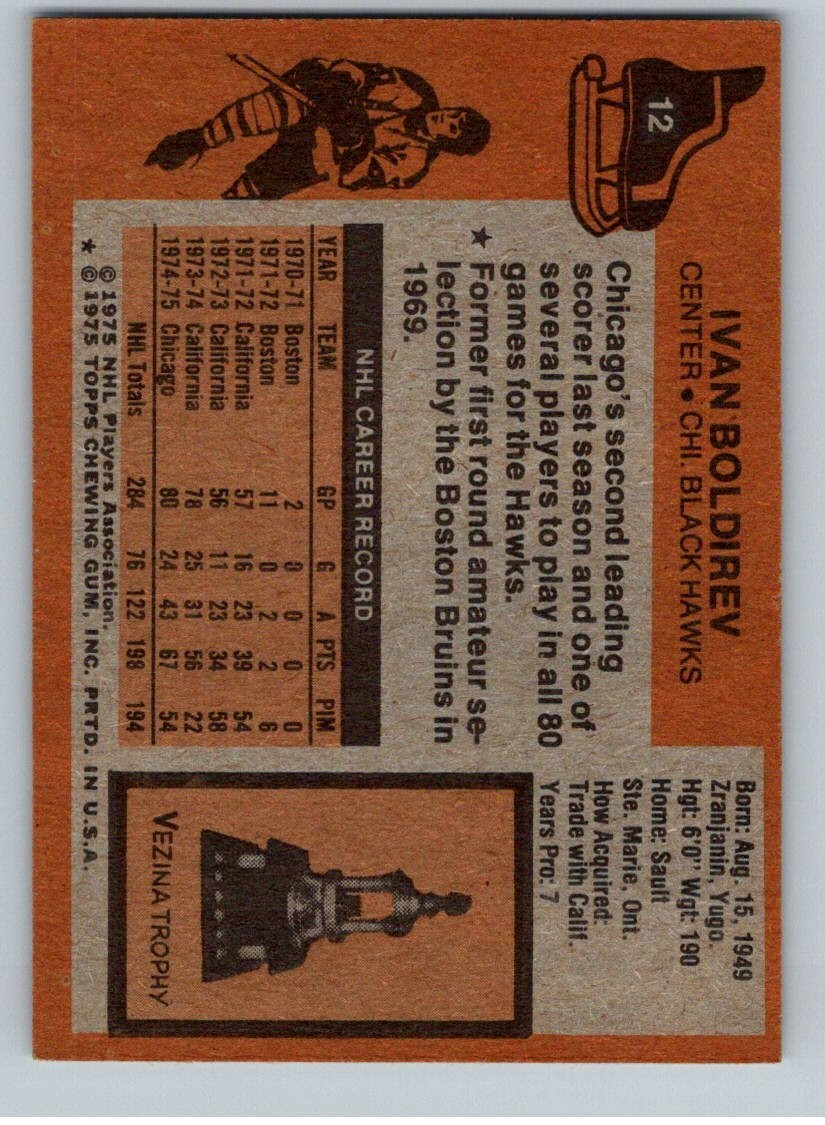 12
IVAN BOLDIREV
CENTER • CHI. BLACK HAWKS
Chicago's second leading
scorer last season and one of
several players to play in all 80
games for the Hawks.
★ Former first round amateur se-
lection by the Boston Bruins in
1969.
NHL CAREER RECORD
YEAR TEAM GP G A PTS PIM
1970-71 Boston 2 0 0 0 0
1971-72 Boston 11 0 2 2 6
1971-72 California 57 16 23 39 54
1972-73 California 56 11 23 34 58
1973-74 California 78 25 31 56 22
1974-75 Chicago 80 24 43 67 54
NHL Totals 284 76 122 198 194
© 1975 NHL Players Association.
* © 1975 TOPPS CHEWING GUM, INC. PRTD. IN U.S.A.
Born: Aug. 15, 1949
Zranjanin, Yugo.
Hgt: 6'0" Wgt: 190
Home: Sault
Ste. Marie, Ont.
How Acquired:
Trade with Calif.
Years Pro: 7
VEZINA TROPHY